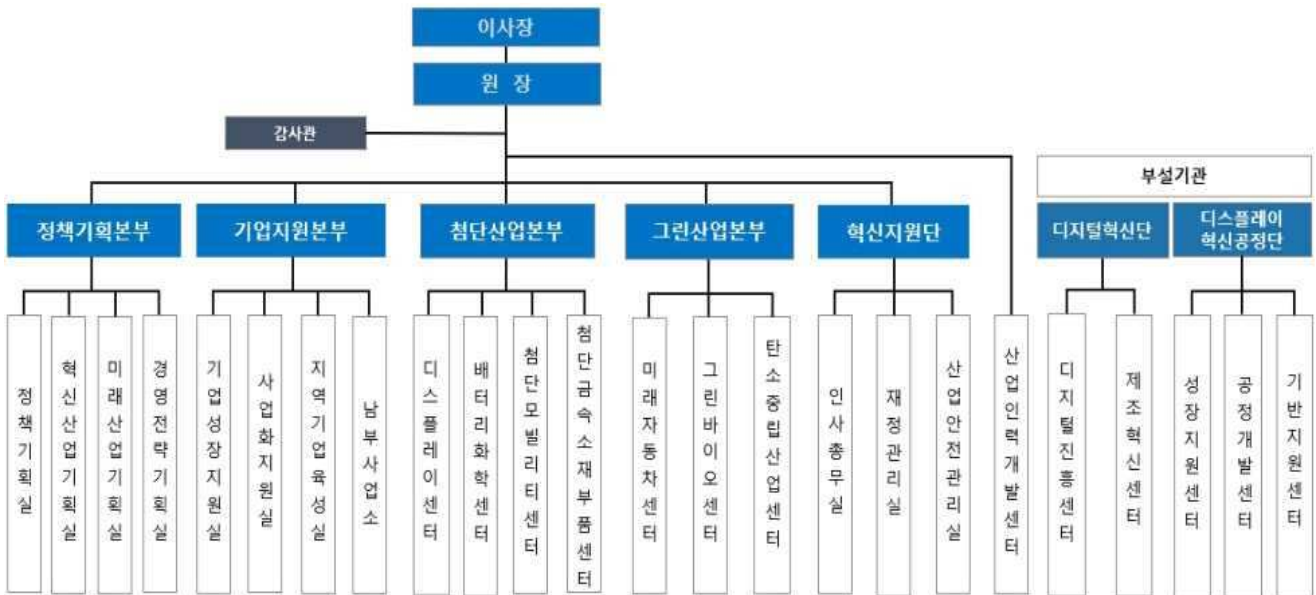 이사장
원 장
감사관
부설기관
정책기획본부
기업지원본부
첨단산업본부
그린산업본부
혁신지원단
디지털혁신단
디스플레이
혁신공정단
정책기획실
혁신산업기획실
미래산업기획실
경영전략기획실
기업성장지원실
사업화지원실
지역기업육성실
남부사업소
디스플레이센터
배터리화학센터
첨단모빌리티센터
첨단금속소재부품센터
미래자동차센터
그린바이오센터
탄소중립산업센터
인사총무실
재정관리실
산업안전관리실
산업인력개발센터
디지털진흥센터
제조혁신센터
성장지원센터
공정개발센터
기반지원센터